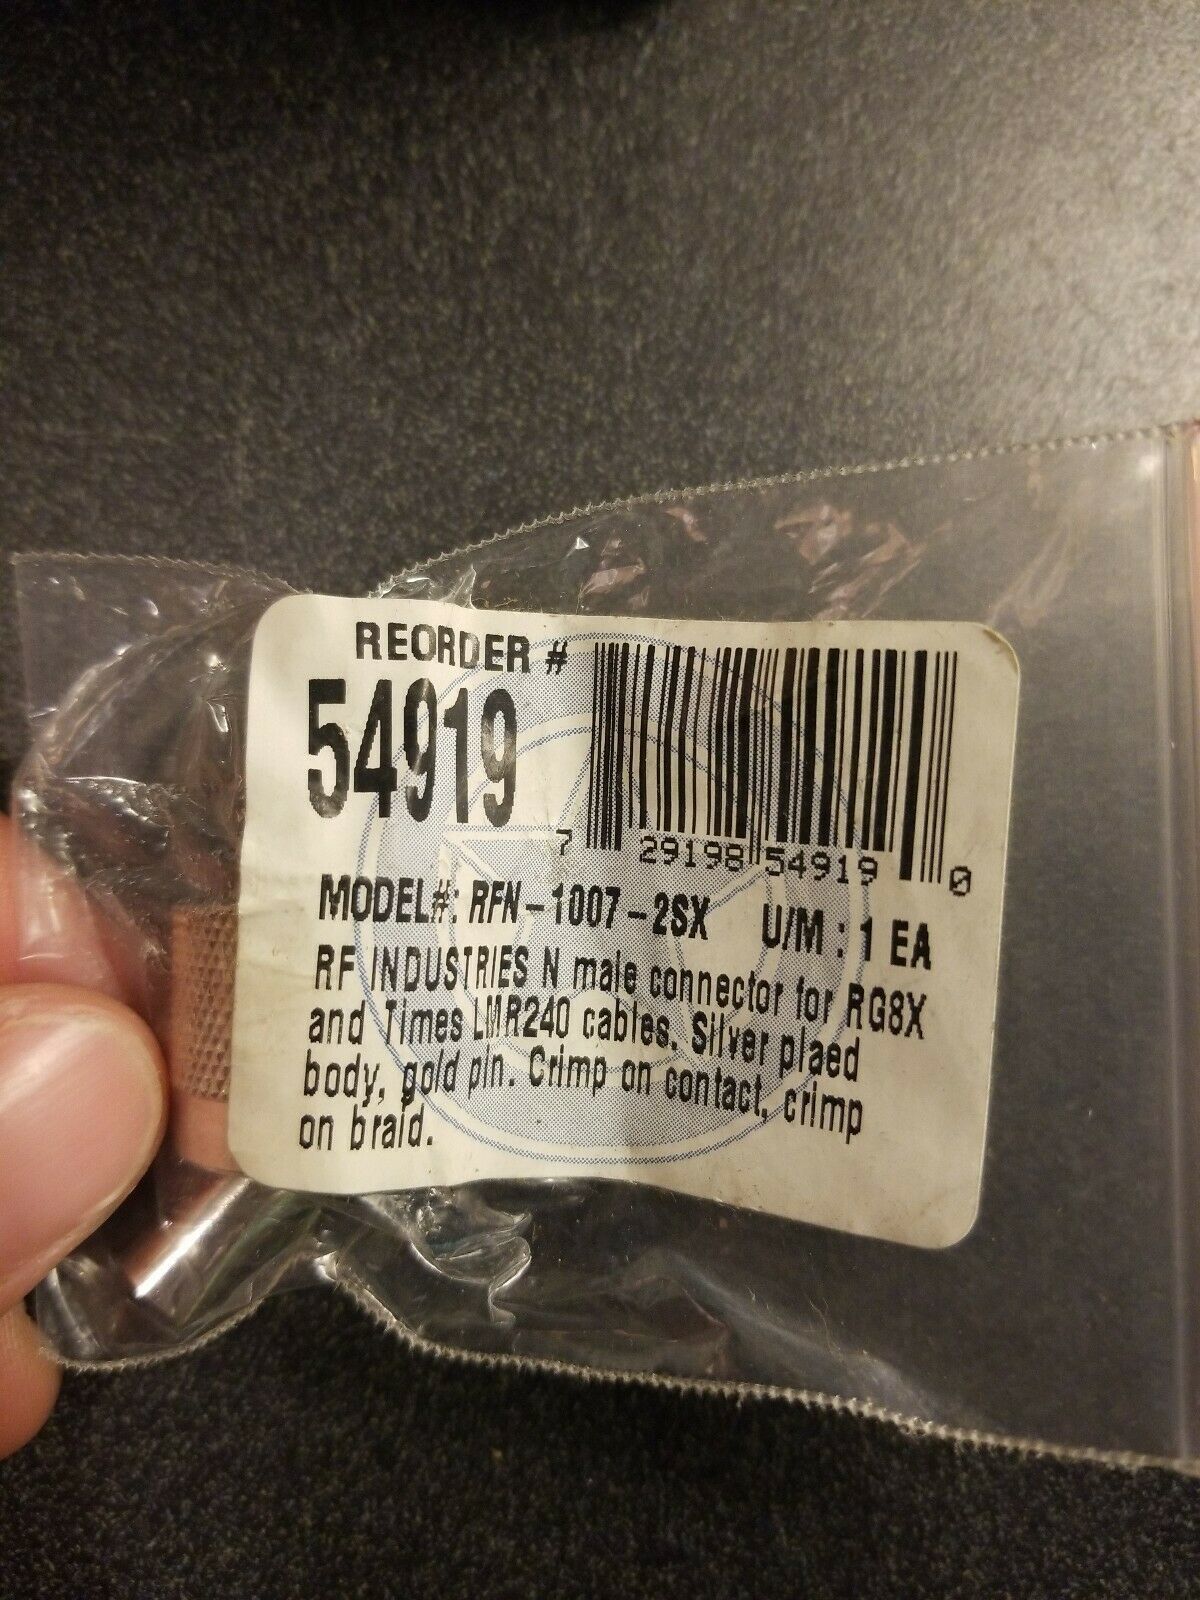 REORDER #
54919
7 29198 54919 0
MODEL#: RFN-1007-2SX U/M : 1 EA
RF INDUSTRIES N male connector for RG8X
and Times LMR240 cables. Silver plaed
body, gold pin. Crimp on contact, crimp
on braid.